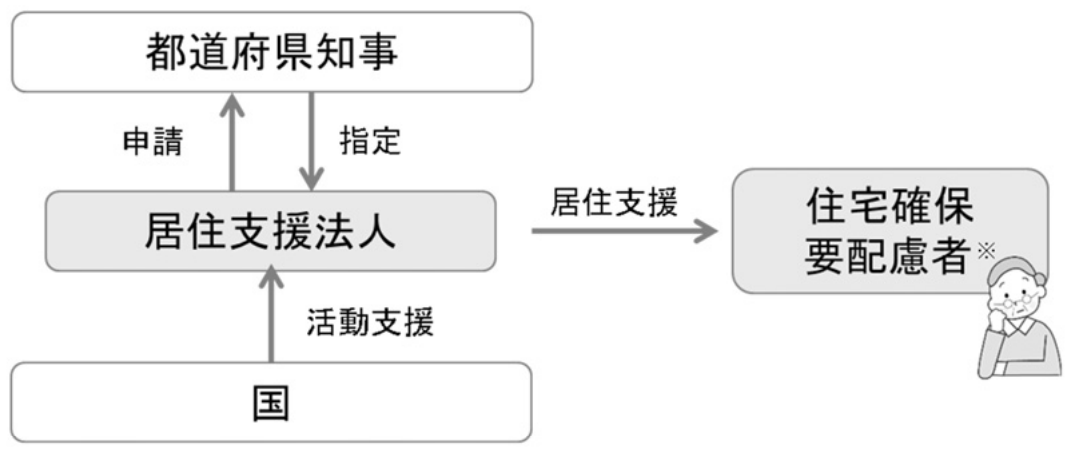 都道府県知事
申請
指定
居住支援法人
居住支援
住宅確保
要配慮者※
活動支援
国